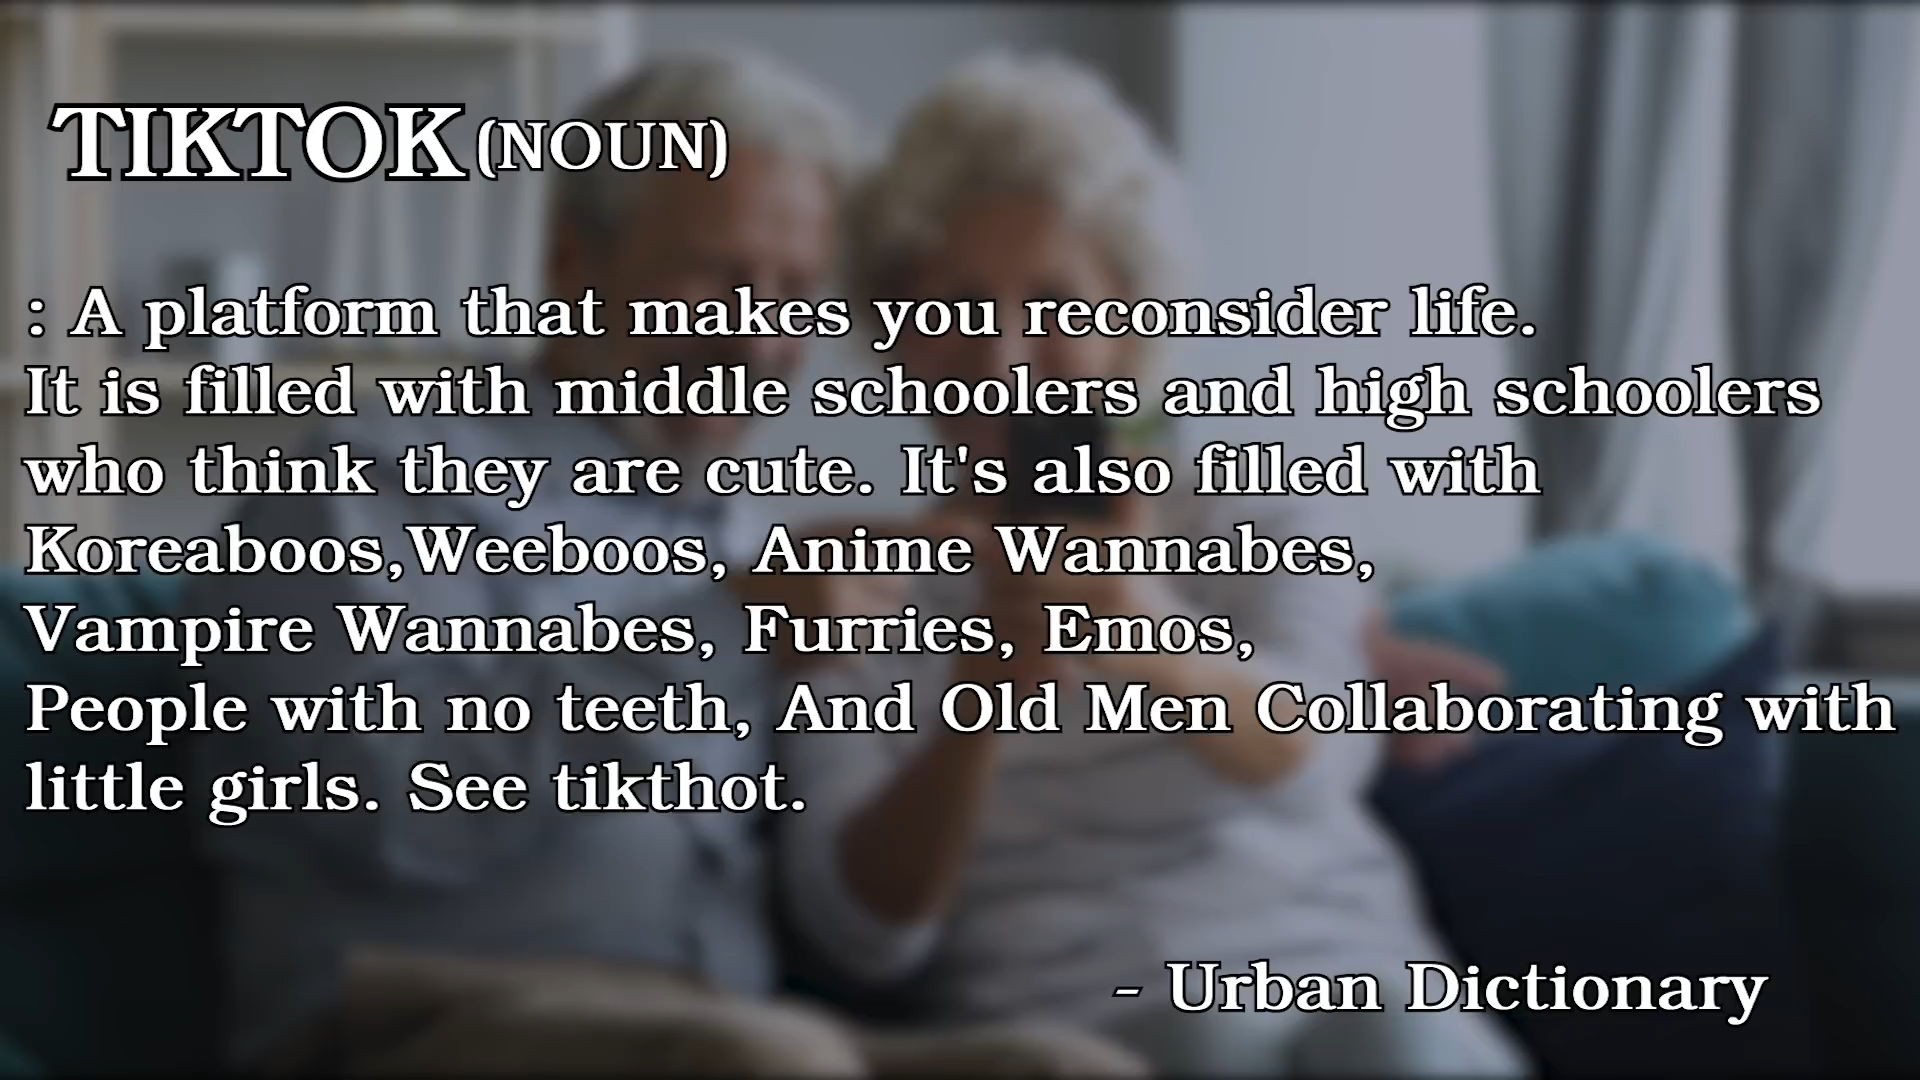 TIKTOK (NOUN)
: A platform that makes you reconsider life.
It is filled with middle schoolers and high schoolers
who think they are cute. It's also filled with
Koreaboos,Weeboos, Anime Wannabes,
Vampire Wannabes, Furries, Emos,
People with no teeth, And Old Men Collaborating with
little girls. See tikthot.
- Urban Dictionary